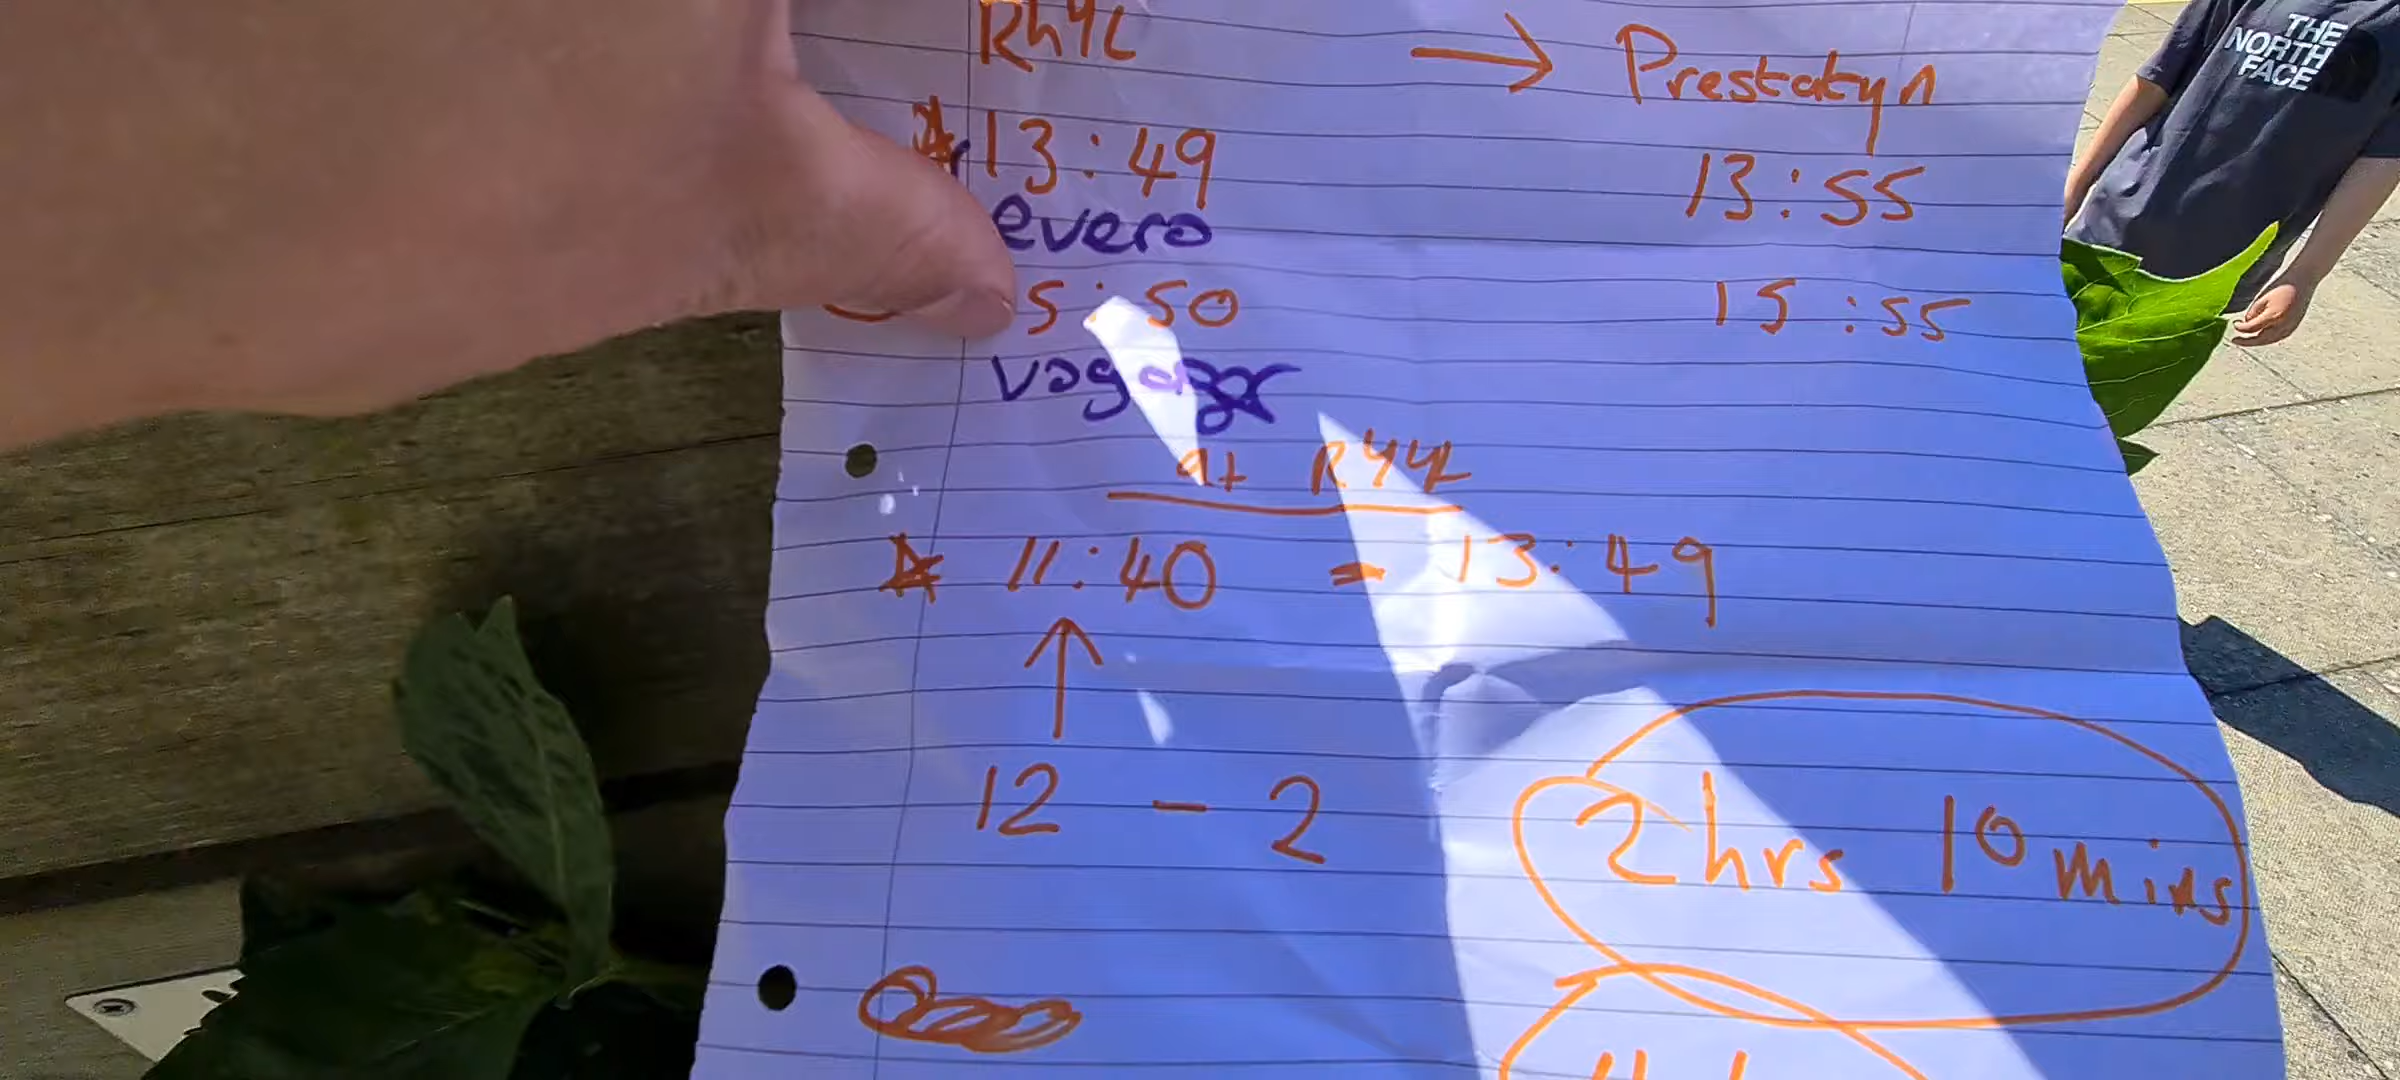 Rhyl → Prestatyn
THE NORTH FACE
13:49 13:55
evero
5:50 15:55
at RYYL
11:40 = 13:49
↑
12 - 2
2hrs 10 mins